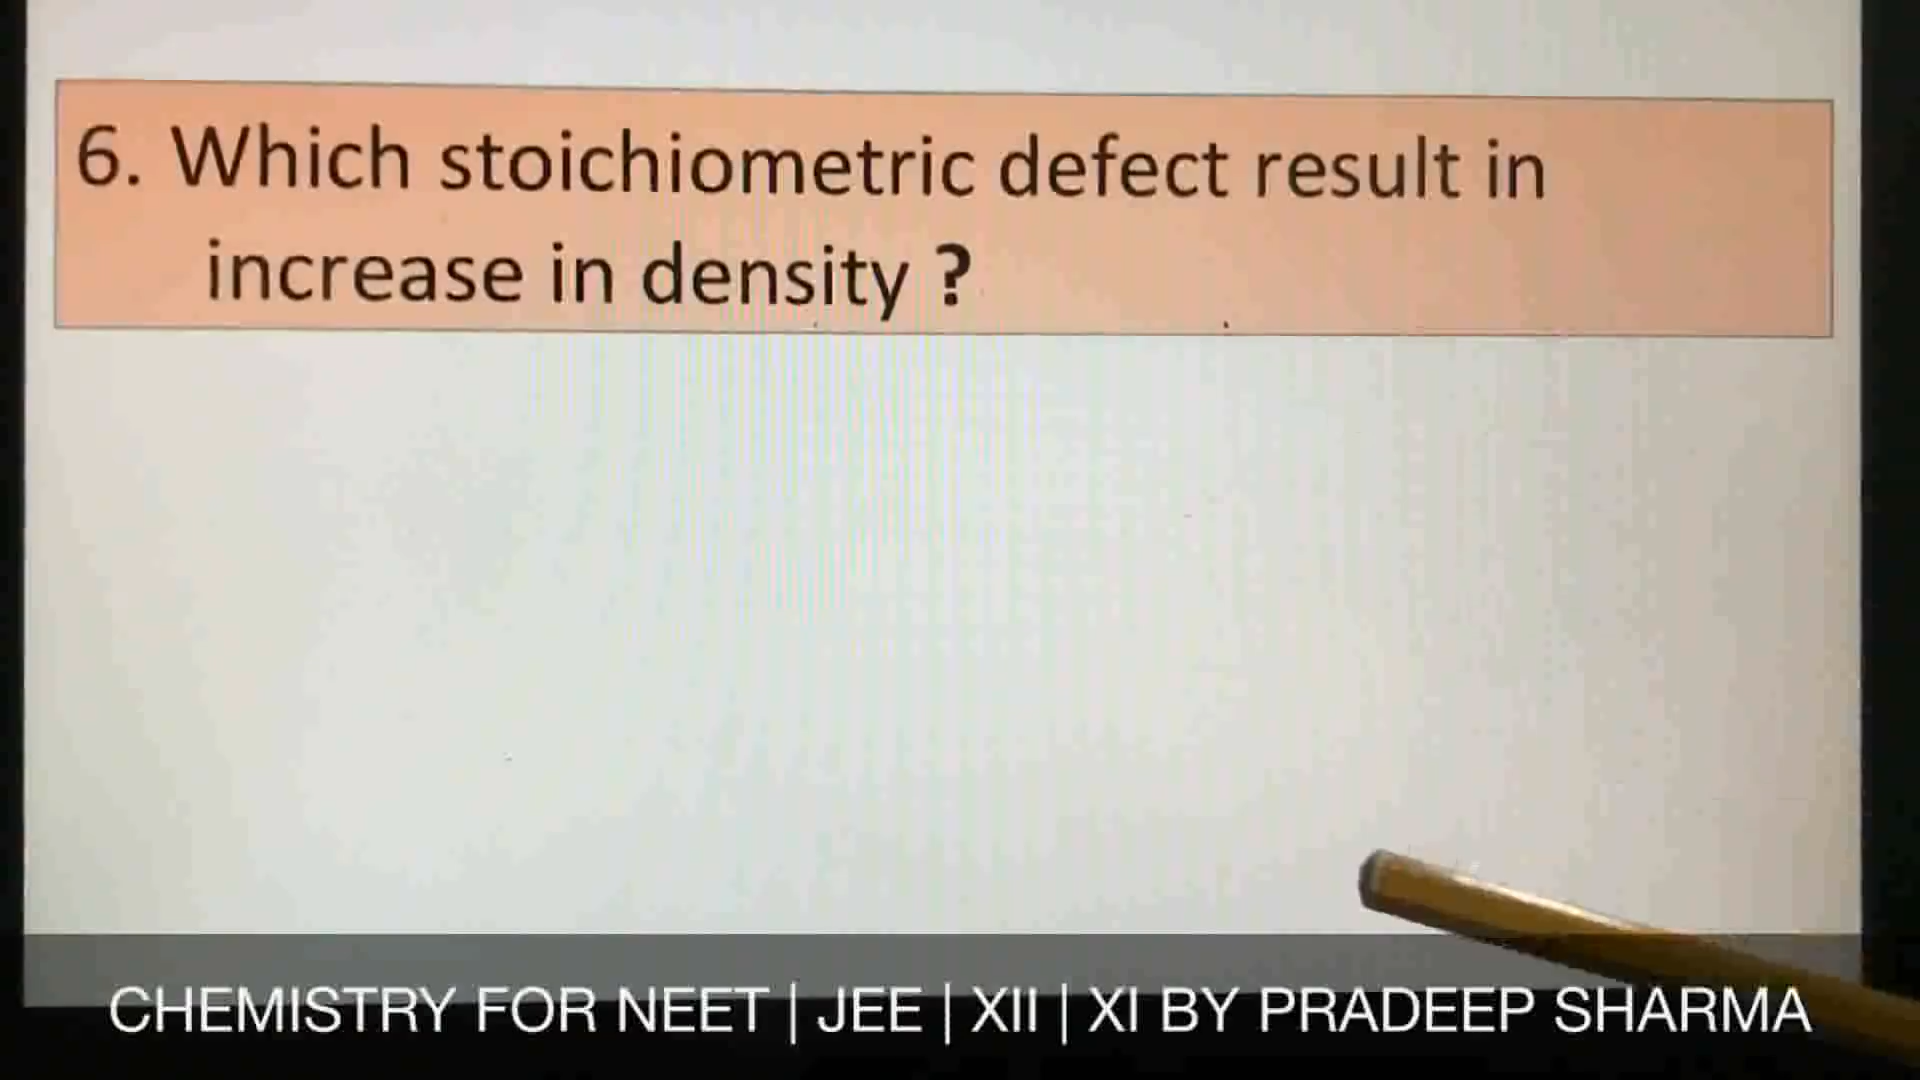 6. Which stoichiometric defect result in
increase in density ?
CHEMISTRY FOR NEET | JEE | XII | XI BY PRADEEP SHARMA